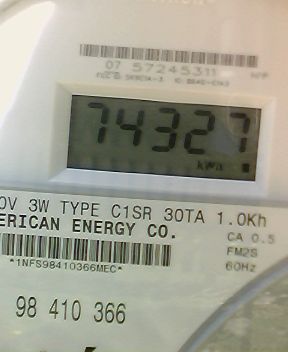 07 57245311
74327
kWh
0V 3W TYPE C1SR 30TA 1.0Kh
ERICAN ENERGY CO.
CA 0.5
FM2S
*1NFS98410366MEC*
60Hz
98 410 366